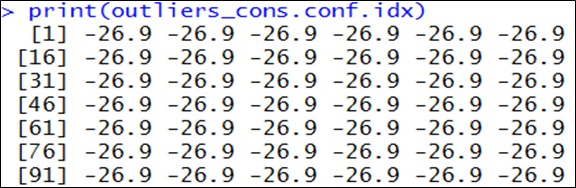 > print(outliers_cons.conf.idx)
[1] -26.9 -26.9 -26.9 -26.9 -26.9 -26.9
[16] -26.9 -26.9 -26.9 -26.9 -26.9 -26.9
[31] -26.9 -26.9 -26.9 -26.9 -26.9 -26.9
[46] -26.9 -26.9 -26.9 -26.9 -26.9 -26.9
[61] -26.9 -26.9 -26.9 -26.9 -26.9 -26.9
[76] -26.9 -26.9 -26.9 -26.9 -26.9 -26.9
[91] -26.9 -26.9 -26.9 -26.9 -26.9 -26.9